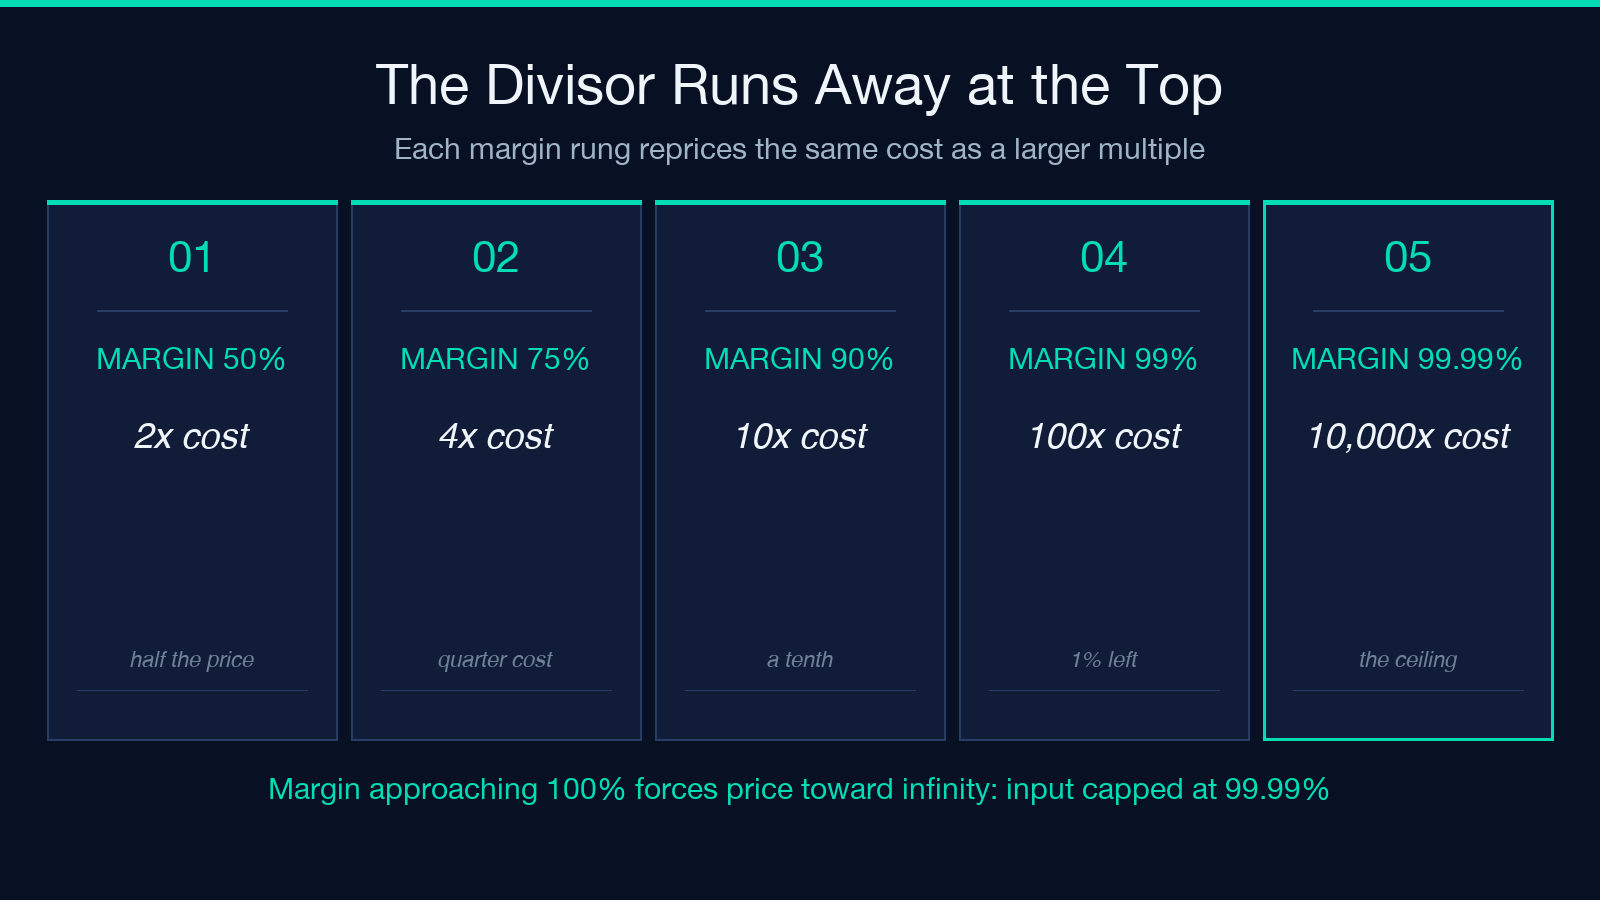 The Divisor Runs Away at the Top
Each margin rung reprices the same cost as a larger multiple
01
MARGIN 50%
2x cost
half the price
02
MARGIN 75%
4x cost
quarter cost
03
MARGIN 90%
10x cost
a tenth
04
MARGIN 99%
100x cost
1% left
05
MARGIN 99.99%
10,000x cost
the ceiling
Margin approaching 100% forces price toward infinity: input capped at 99.99%